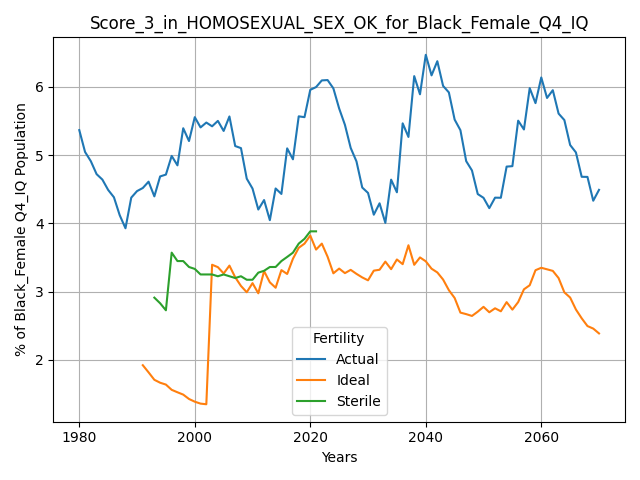 Score_3_in_HOMOSEXUAL_SEX_OK_for_Black_Female_Q4_IQ
% of Black_Female Q4_IQ Population
6
5
4
3
2
Fertility
Actual
Ideal
Sterile
1980 2000 2020 2040 2060
Years